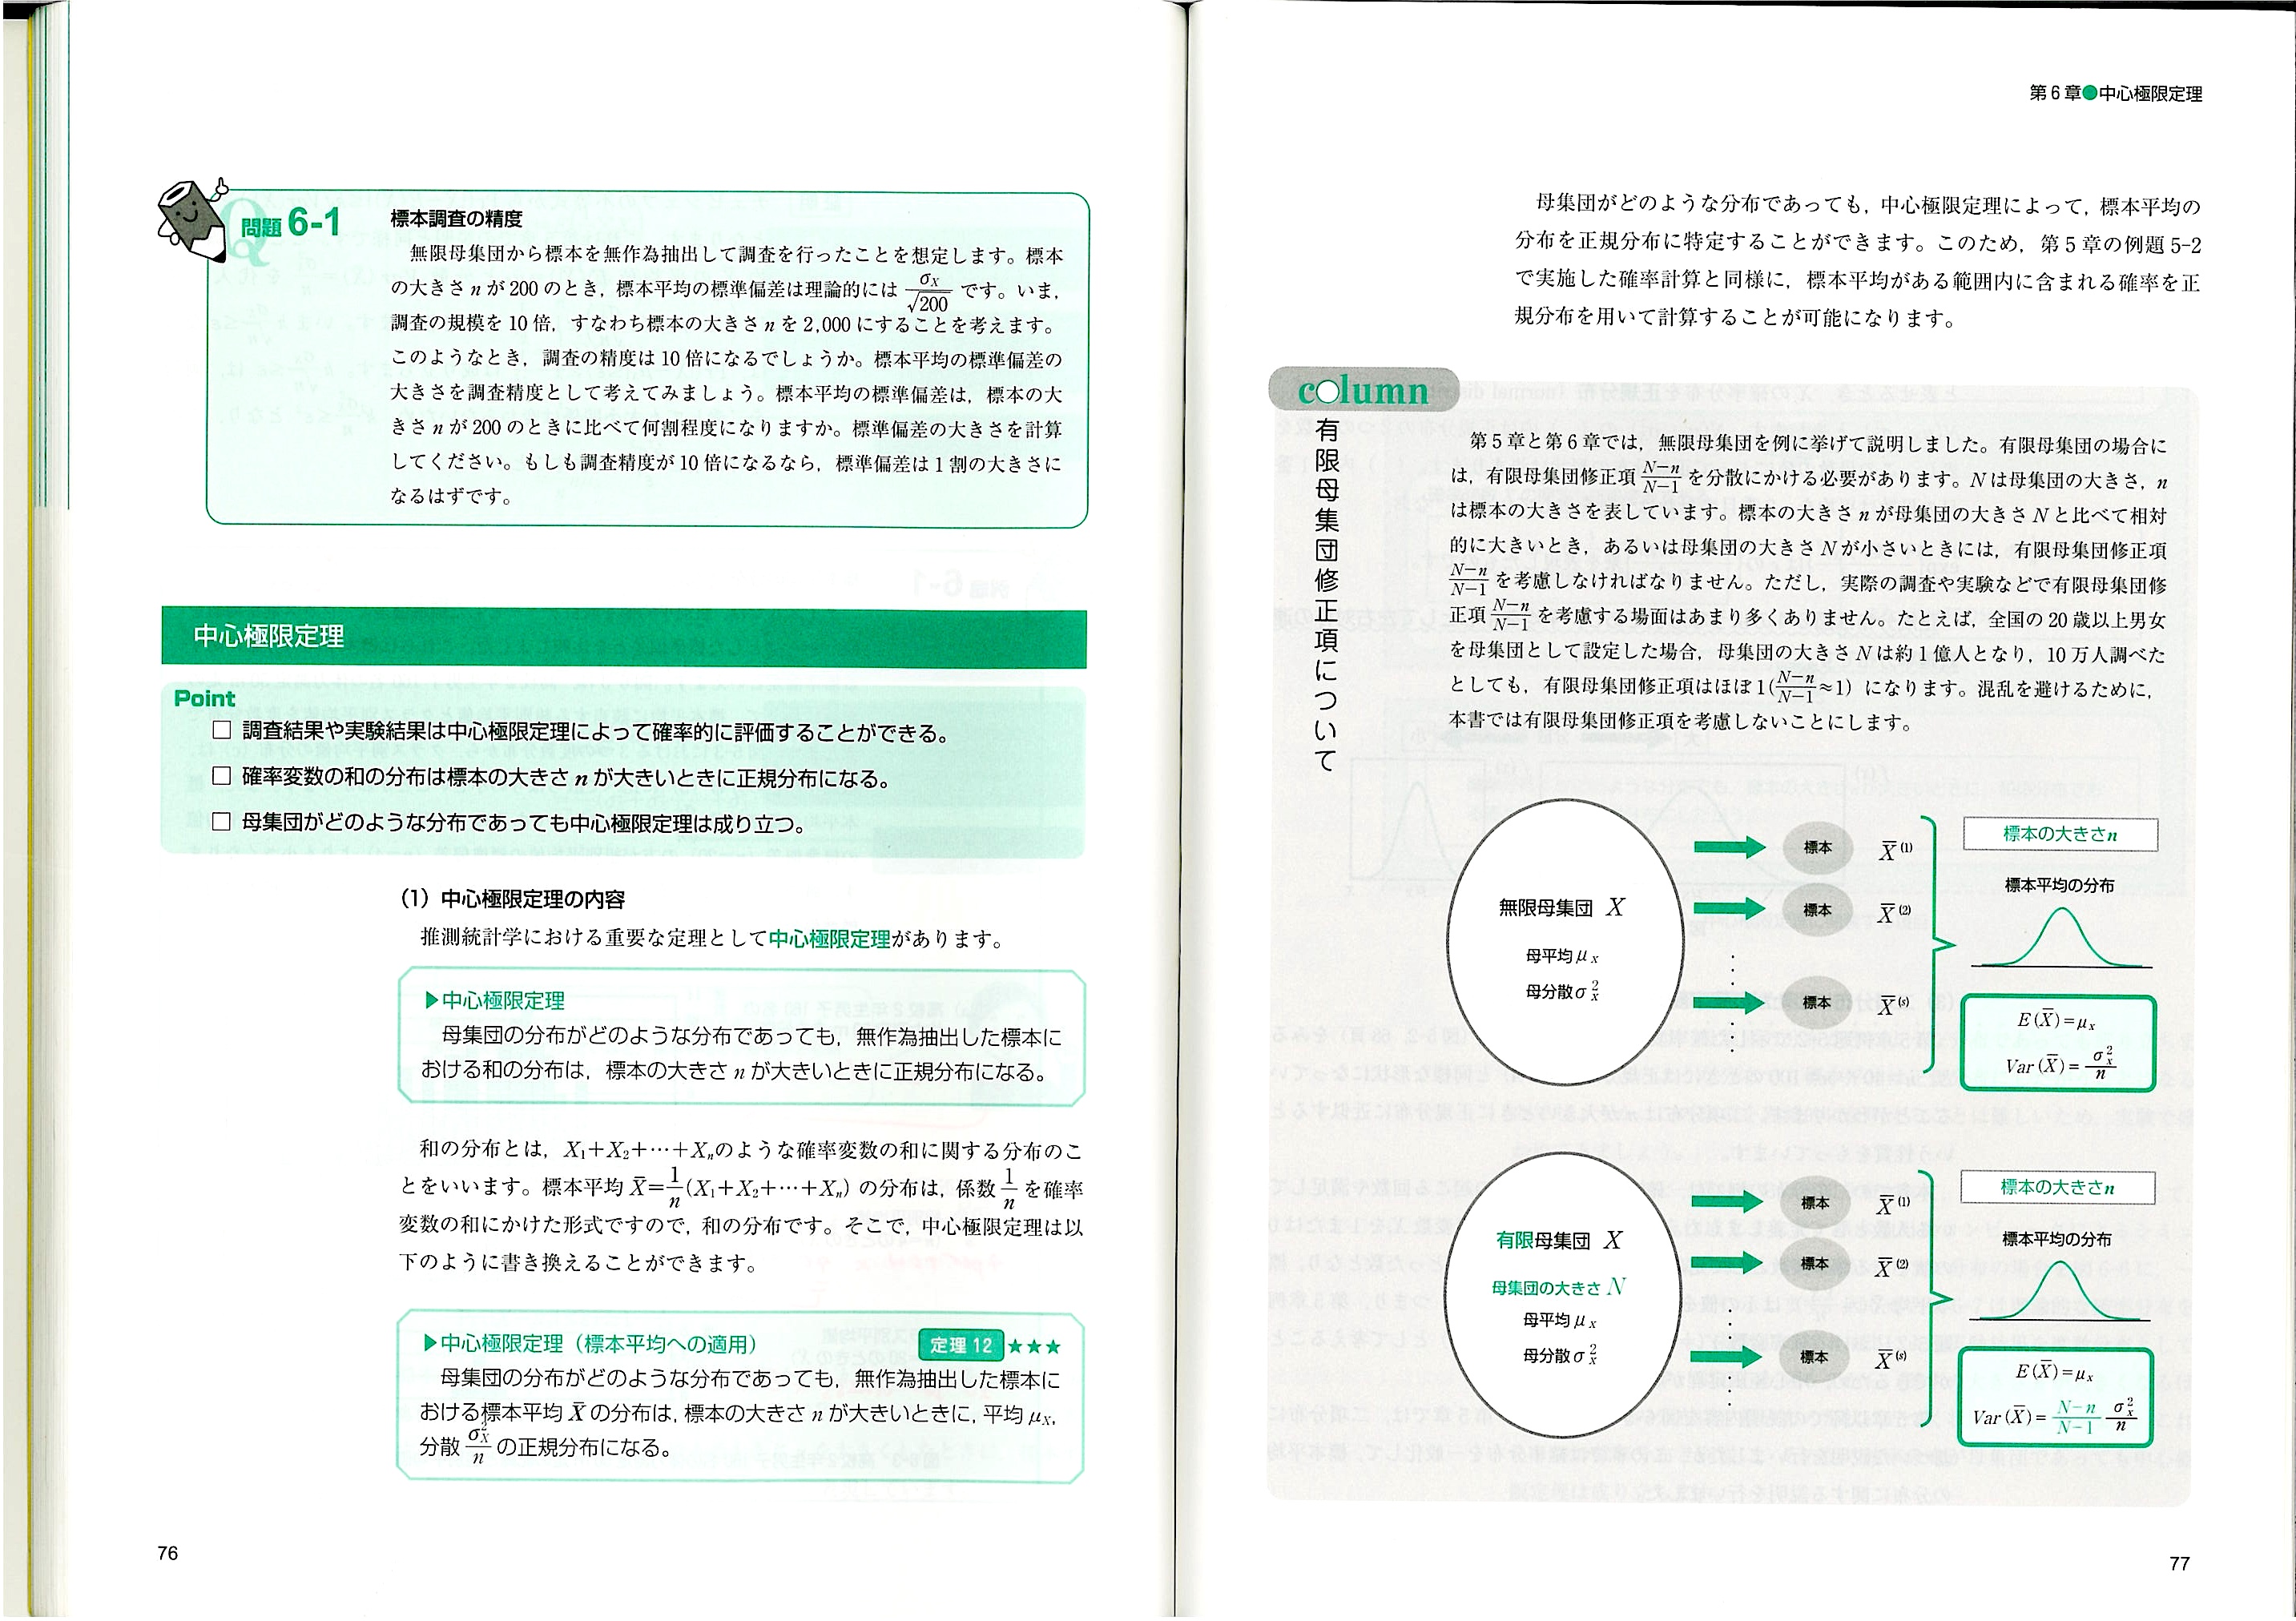 問題 6-1
標本調査の精度
無限母集団から標本を無作為抽出して調査を行ったことを想定します。標本
の大きさ n が 200 のとき，標本平均の標準偏差は理論的には σX/√200 です。いま，
調査の規模を 10 倍，すなわち標本の大きさ n を 2,000 にすることを考えます。
このようなとき，調査の精度は 10 倍になるでしょうか。標本平均の標準偏差の
大きさを調査精度として考えてみましょう。標本平均の標準偏差は，標本の大
きさ n が 200 のときに比べて何割程度になりますか。標準偏差の大きさを計算
してください。もしも調査精度が 10 倍になるなら，標準偏差は 1 割の大きさに
なるはずです。
中心極限定理
Point
□ 調査結果や実験結果は中心極限定理によって確率的に評価することができる。
□ 確率変数の和の分布は標本の大きさ n が大きいときに正規分布になる。
□ 母集団がどのような分布であっても中心極限定理は成り立つ。
（1）中心極限定理の内容
推測統計学における重要な定理として中心極限定理があります。
▶中心極限定理
母集団の分布がどのような分布であっても，無作為抽出した標本に
おける和の分布は，標本の大きさ n が大きいときに正規分布になる。
和の分布とは，X₁+X₂+⋯+Xₙのような確率変数の和に関する分布のこ
とをいいます。標本平均 X̄=1/n(X₁+X₂+⋯+Xₙ) の分布は，係数 1/n を確率
変数の和にかけた形式ですので，和の分布です。そこで，中心極限定理は以
下のように書き換えることができます。
▶中心極限定理（標本平均への適用） 定理 12 ★★★
母集団の分布がどのような分布であっても，無作為抽出した標本に
おける標本平均 X̄ の分布は，標本の大きさ n が大きいときに，平均 μX，
分散 σX²/n の正規分布になる。
76
第 6 章●中心極限定理
母集団がどのような分布であっても，中心極限定理によって，標本平均の
分布を正規分布に特定することができます。このため，第 5 章の例題 5-2
で実施した確率計算と同様に，標本平均がある範囲内に含まれる確率を正
規分布を用いて計算することが可能になります。
column
有限母集団修正項について
第 5 章と第 6 章では，無限母集団を例に挙げて説明しました。有限母集団の場合に
は，有限母集団修正項 N−n/N−1 を分散にかける必要があります。N は母集団の大きさ，n
は標本の大きさを表しています。標本の大きさ n が母集団の大きさ N と比べて相対
的に大きいとき，あるいは母集団の大きさ N が小さいときには，有限母集団修正項
N−n/N−1 を考慮しなければなりません。ただし，実際の調査や実験などで有限母集団修
正項 N−n/N−1 を考慮する場面はあまり多くありません。たとえば，全国の 20 歳以上男女
を母集団として設定した場合，母集団の大きさ N は約 1 億人となり，10 万人調べた
としても，有限母集団修正項はほぼ 1(N−n/N−1≈1) になります。混乱を避けるために，
本書では有限母集団修正項を考慮しないことにします。
無限母集団 X
母平均 μx
母分散 σx²
標本 X̄⁽¹⁾
標本 X̄⁽²⁾
標本 X̄⁽ˢ⁾
標本の大きさn
標本平均の分布
E(X̄)=μx
Var(X̄)=σx²/n
有限母集団 X
母集団の大きさ N
母平均 μx
母分散 σx²
標本 X̄⁽¹⁾
標本 X̄⁽²⁾
標本 X̄⁽ˢ⁾
標本の大きさn
標本平均の分布
E(X̄)=μx
Var(X̄)=N−n/N−1 σx²/n
77